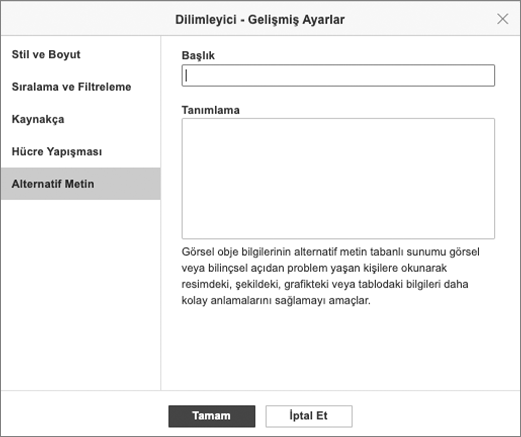 Dilimleyici - Gelişmiş Ayarlar
Stil ve Boyut
Sıralama ve Filtreleme
Kaynakça
Hücre Yapışması
Alternatif Metin
Başlık
Tanımlama
Görsel obje bilgilerinin alternatif metin tabanlı sunumu görsel
veya bilinçsel açıdan problem yaşan kişilere okunarak
resimdeki, şekildeki, grafikteki veya tablodaki bilgileri daha
kolay anlamalarını sağlamayı amaçlar.
Tamam
İptal Et